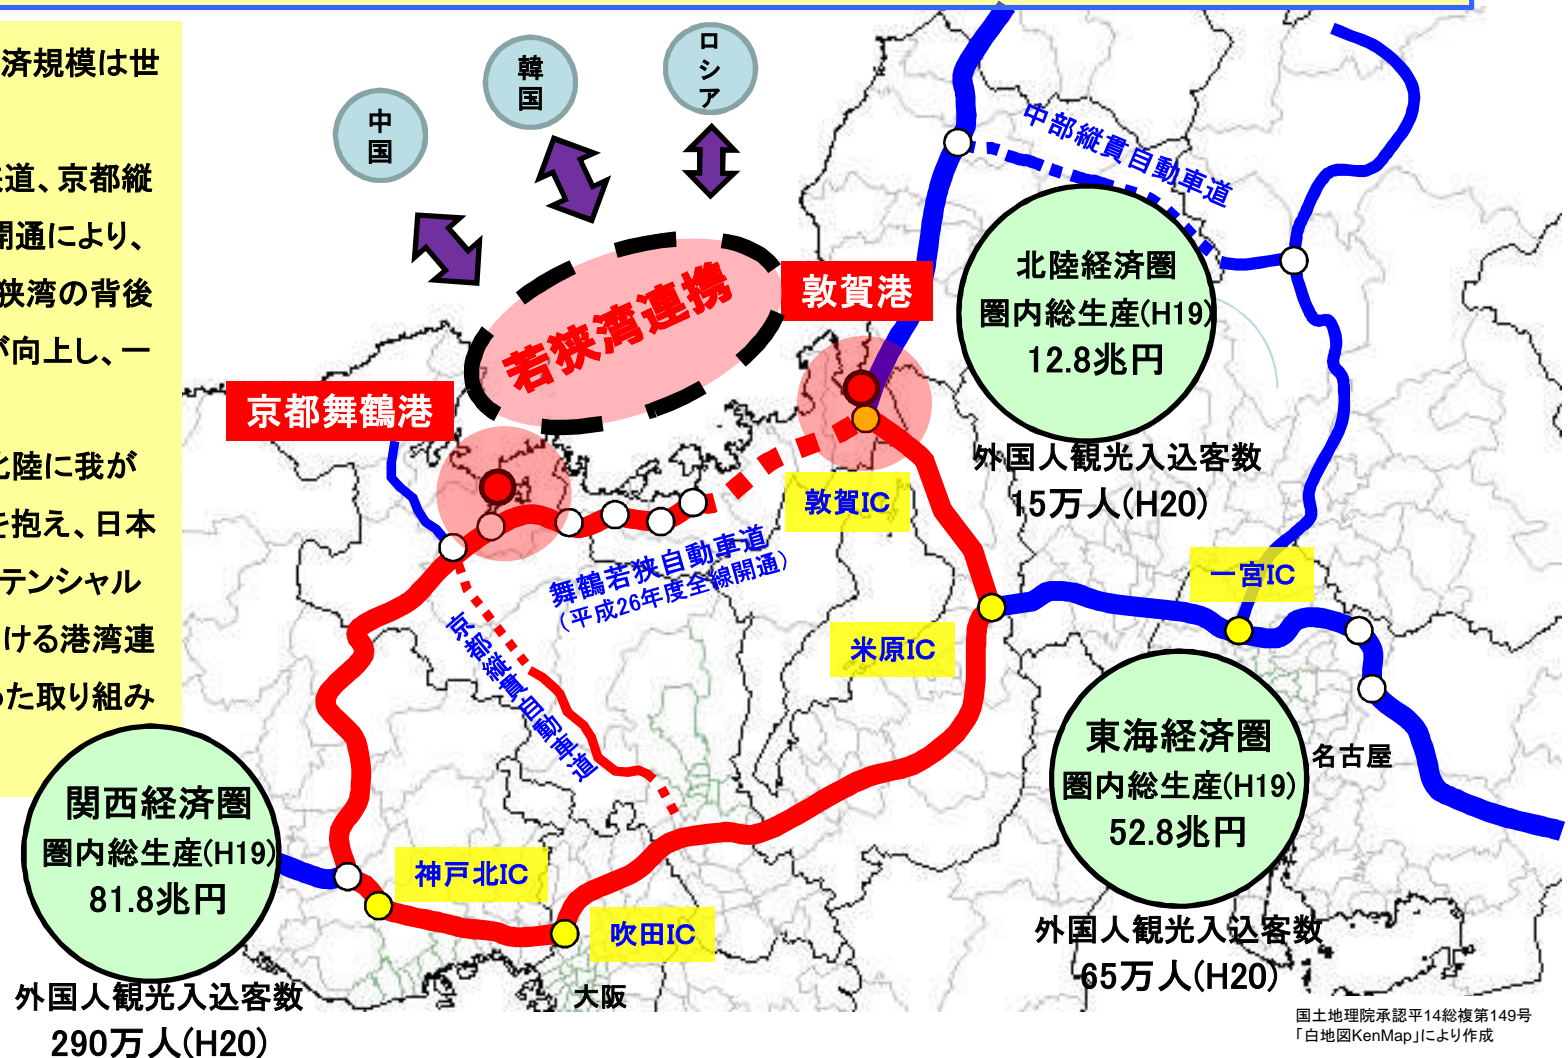 済規模は世
道、京都縦
開通により、
狭湾の背後
が向上し、一
北陸に我が
を抱え、日本
テンシャル
ける港湾連
った取り組み
中国
韓国
ロシア
若狭湾連携
敦賀港
京都舞鶴港
中部縦貫自動車道
北陸経済圏
圏内総生産(H19)
12.8兆円
外国人観光入込客数
15万人(H20)
敦賀IC
舞鶴若狭自動車道
（平成26年度全線開通）
京都縦貫自動車道
一宮IC
米原IC
東海経済圏
圏内総生産(H19)
52.8兆円
名古屋
外国人観光入込客数
65万人(H20)
関西経済圏
圏内総生産(H19)
81.8兆円
神戸北IC
吹田IC
大阪
外国人観光入込客数
290万人(H20)
国土地理院承認平14総複第149号
「白地図KenMap」により作成